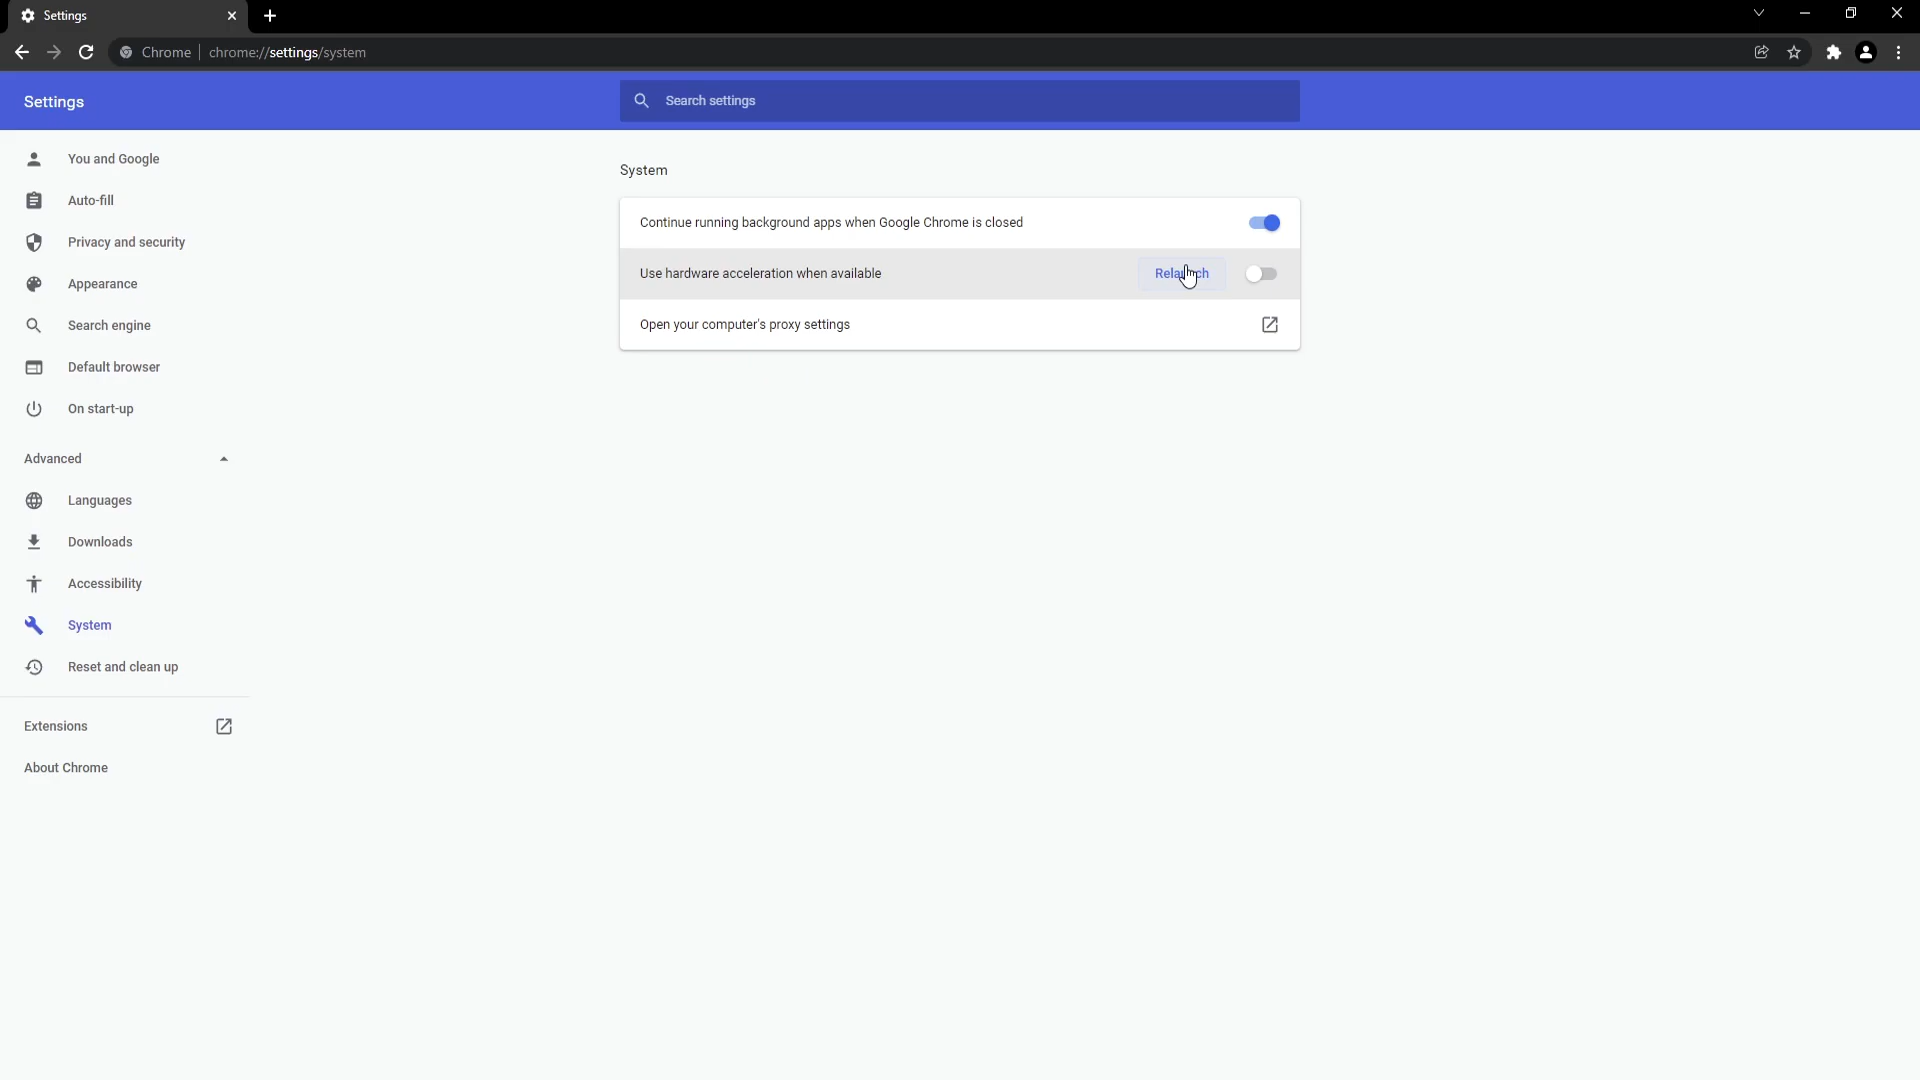 Settings
Chrome chrome://settings/system
Settings
Search settings
You and Google
Auto-fill
Privacy and security
Appearance
Search engine
Default browser
On start-up
Advanced
Languages
Downloads
Accessibility
System
Reset and clean up
Extensions
About Chrome
System
Continue running background apps when Google Chrome is closed
Use hardware acceleration when available
Relaunch
Open your computer's proxy settings